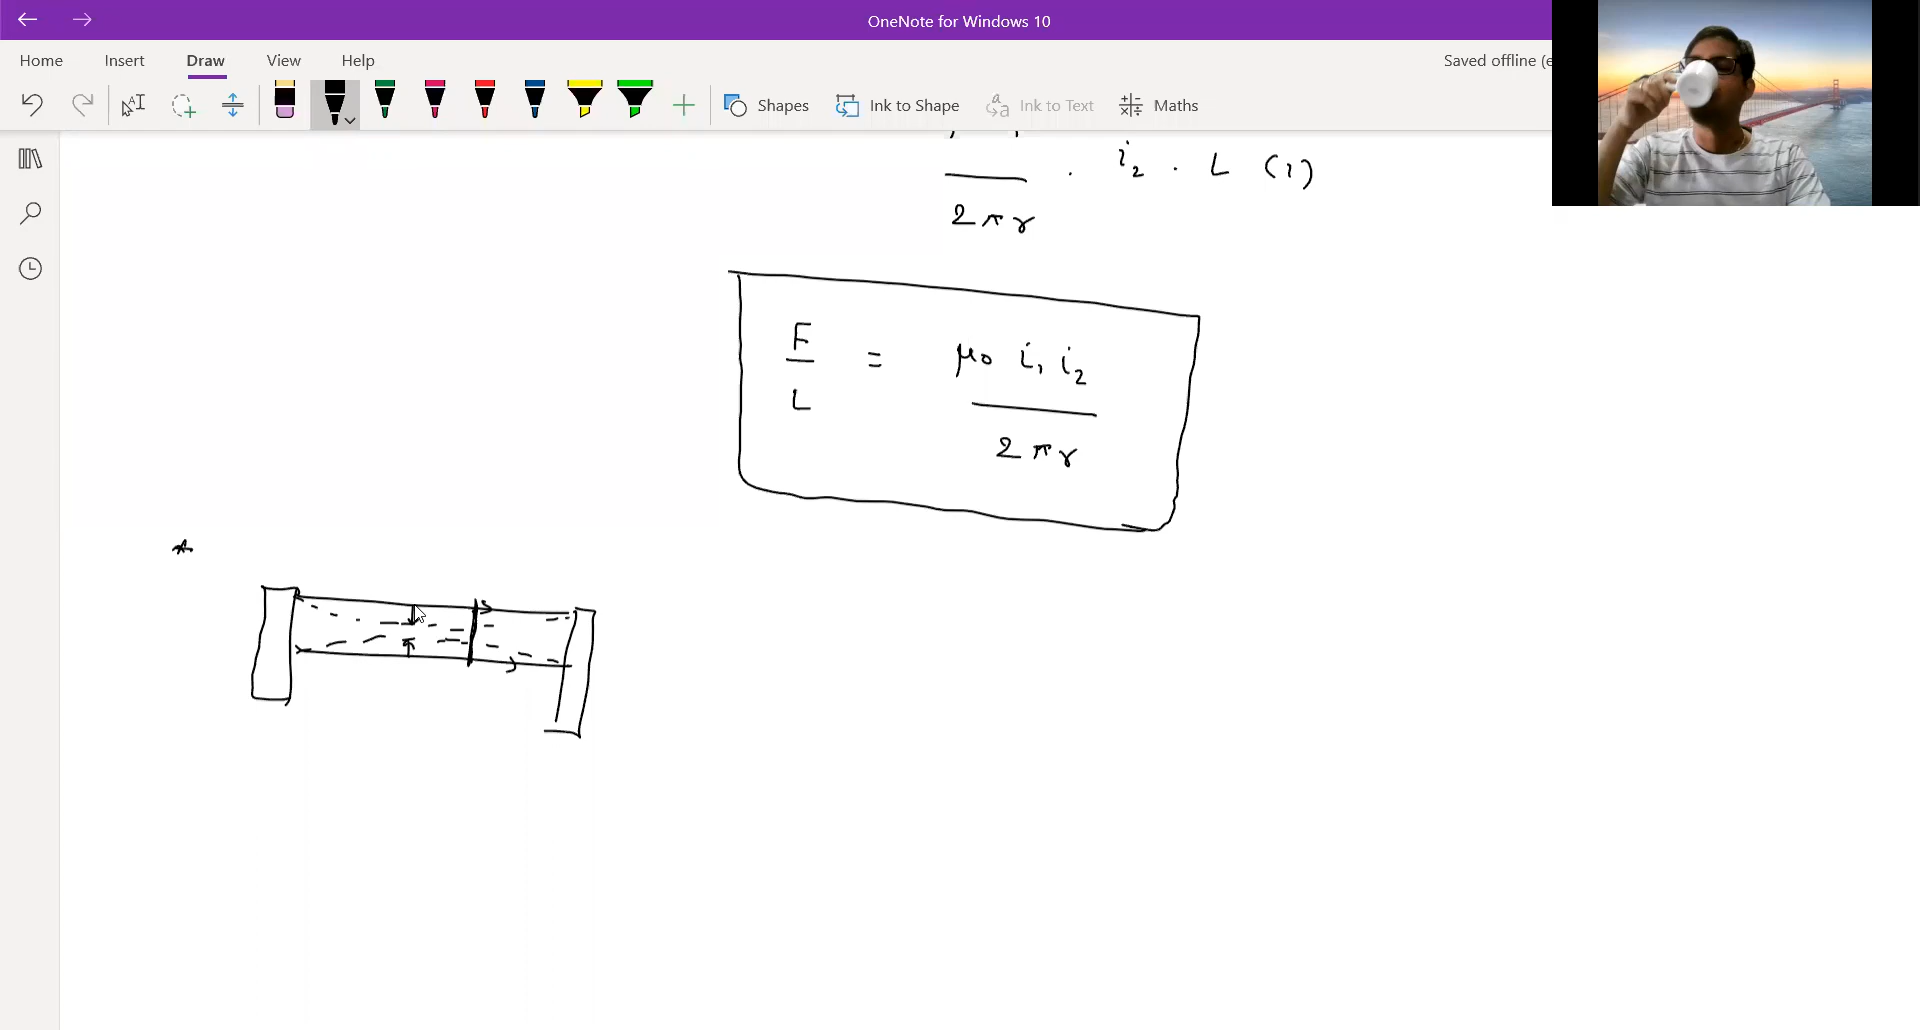 OneNote for Windows 10
Home Insert Draw View Help Saved offline (e
Shapes Ink to Shape Ink to Text Maths
· i₂ · L (1)
2πr
F/L = μ₀ i₁ i₂ / 2πr
*